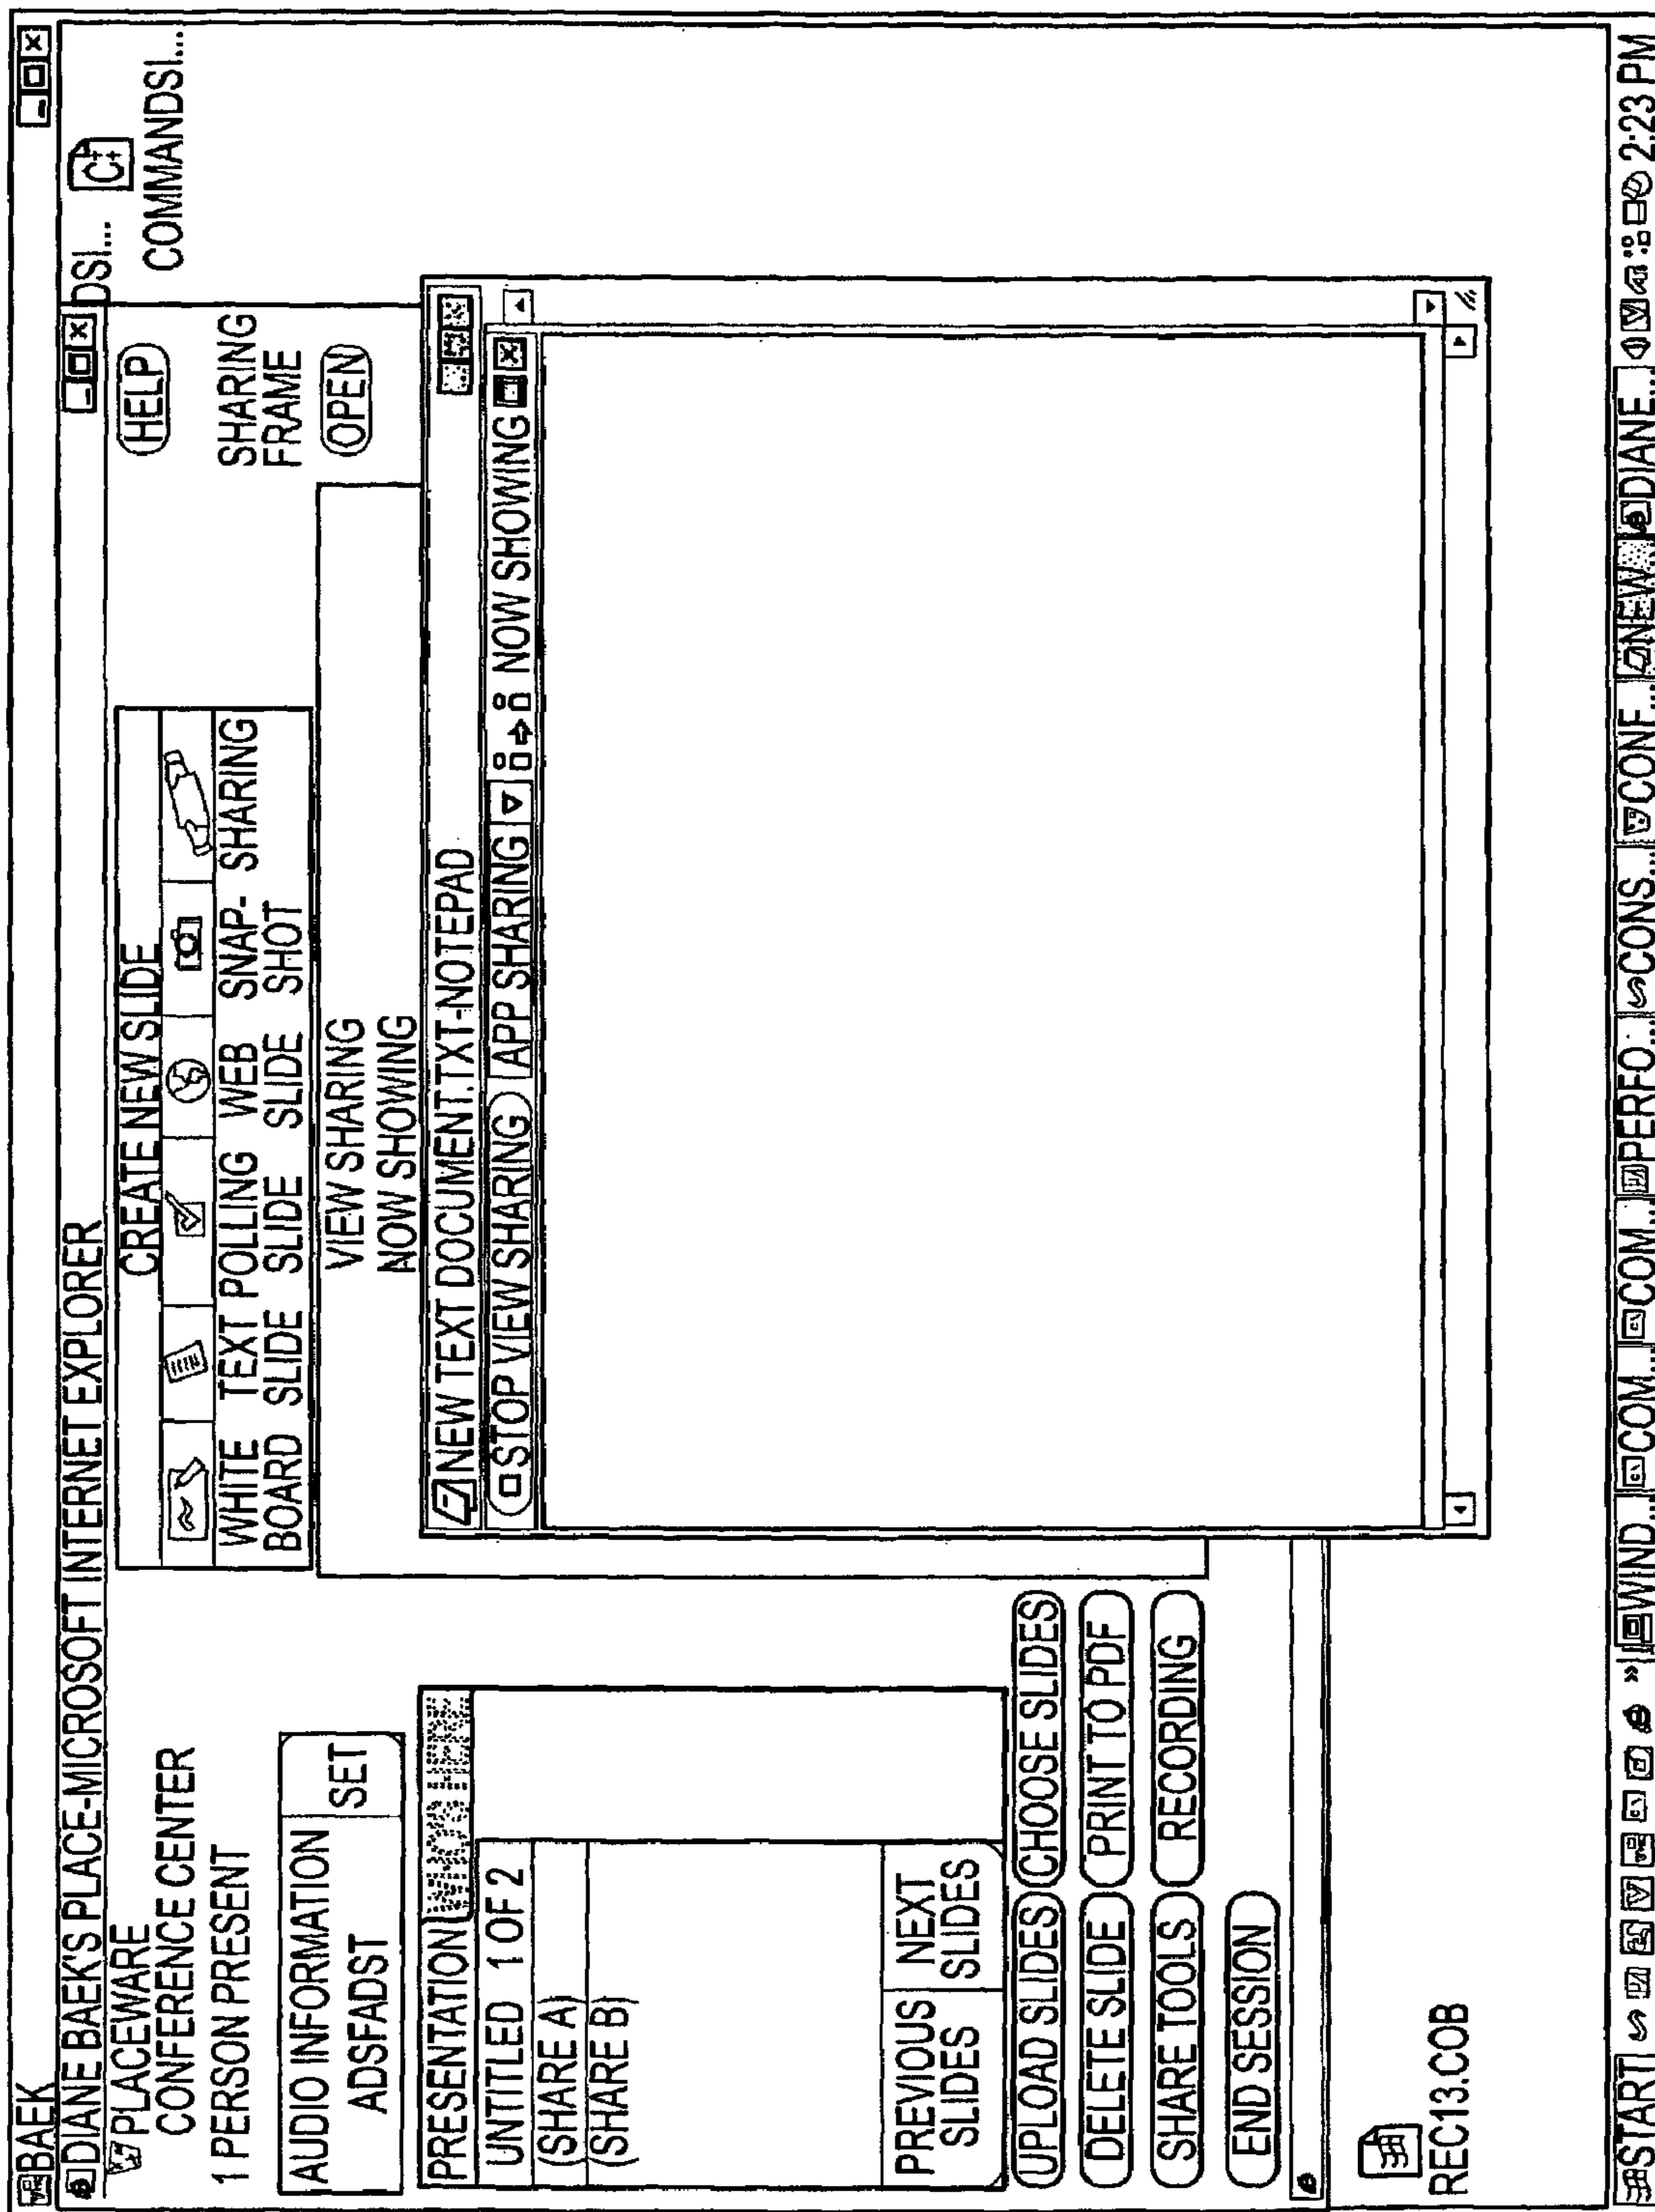 BAEK
DIANE BAEK'S PLACE-MICROSOFT INTERNET EXPLORER
DSI...
C++
COMMANDSI...
PLACEWARE
CONFERENCE CENTER
1 PERSON PRESENT
HELP
CREATE NEW SLIDE
WHITE BOARD
TEXT SLIDE
POLLING SLIDE
WEB SLIDE
SNAP-SHOT
SHARING
SHARING
FRAME
OPEN
AUDIO INFORMATION
SET
ADSFADST
VIEW SHARING
NOW SHOWING
PRESENTATION
UNTITLED 1 OF 2
(SHARE A)
(SHARE B)
PREVIOUS SLIDES
NEXT SLIDES
UPLOAD SLIDES
CHOOSE SLIDES
DELETE SLIDE
PRINT TO PDF
SHARE TOOLS
RECORDING
END SESSION
NEW TEXT DOCUMENT.TXT-NOTEPAD
STOP VIEW SHARING
APP SHARING
NOW SHOWING
REC13.COB
START » WIND... COM... COM... PERFO... CONS... CONF... NEW... DIANE... 2:23 PM